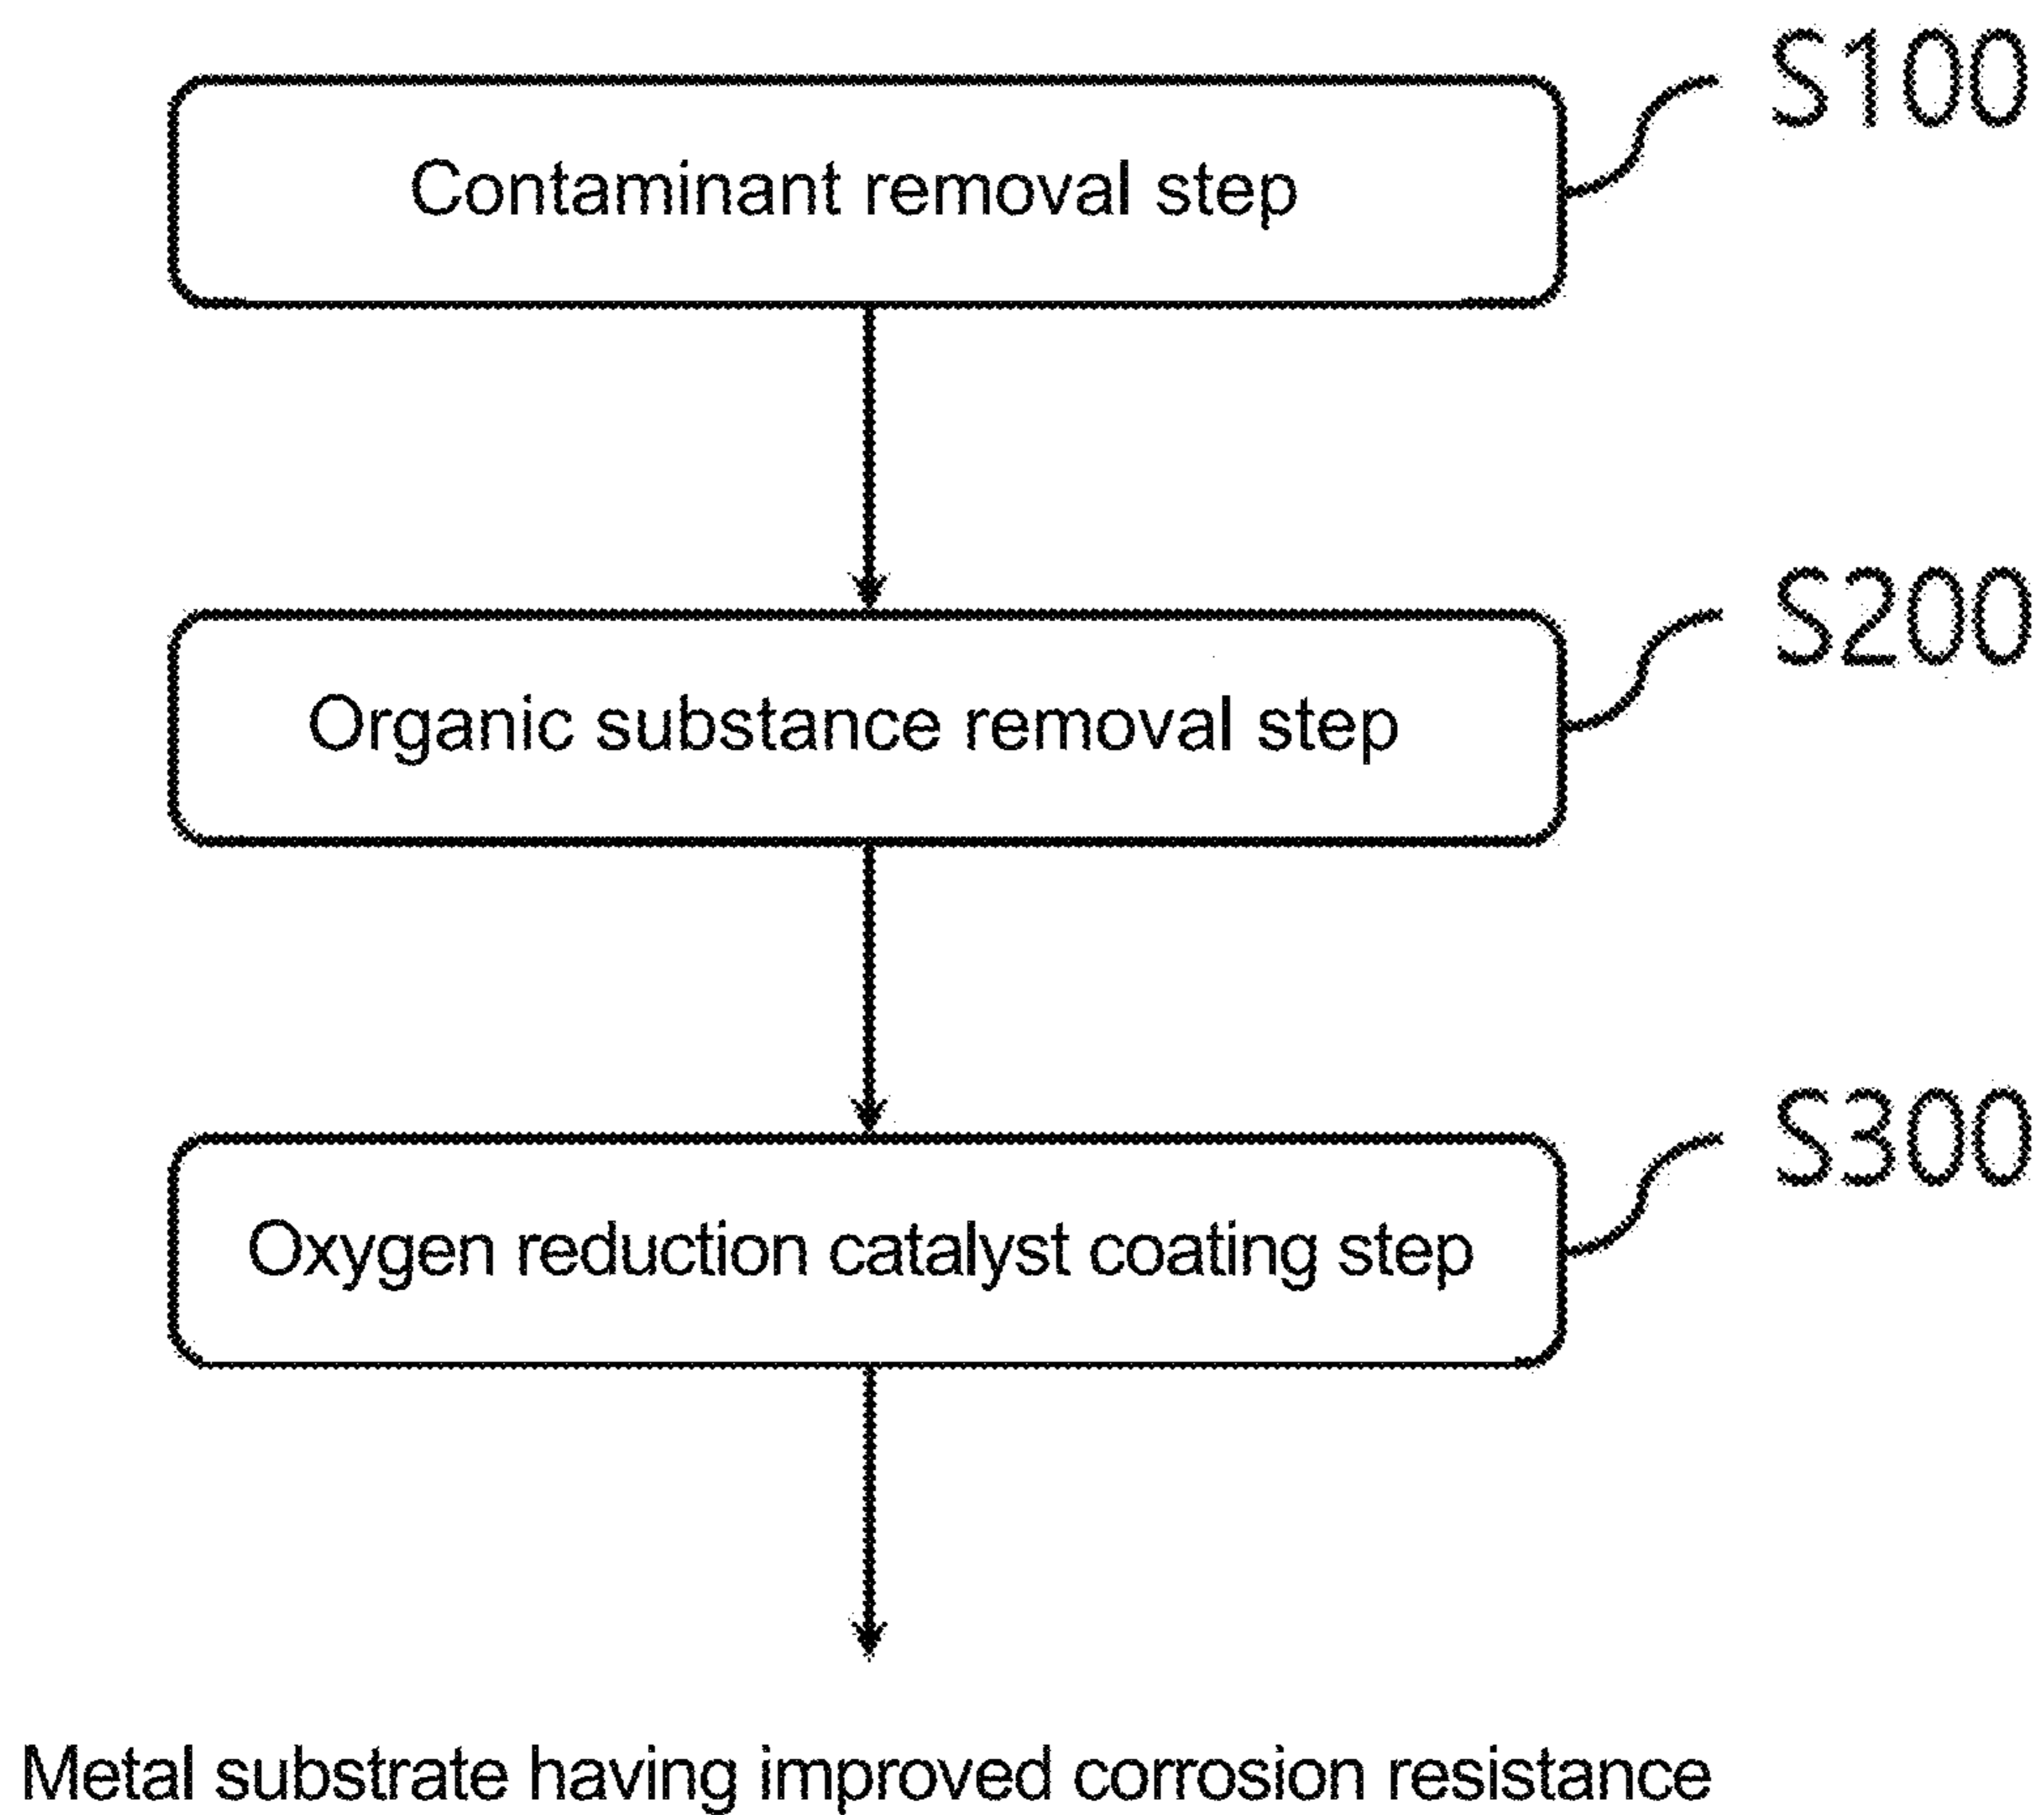 S100
Contaminant removal step
S200
Organic substance removal step
S300
Oxygen reduction catalyst coating step
Metal substrate having improved corrosion resistance